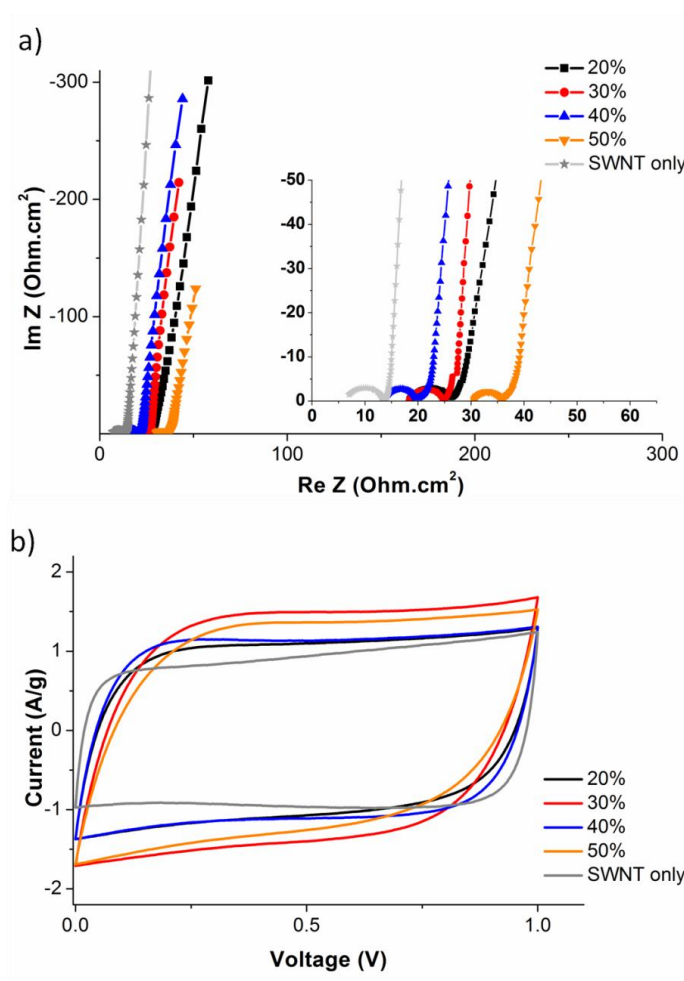 a)
-300
-200
-100
Im Z (Ohm.cm²)
20%
30%
40%
50%
SWNT only
-50
-40
-30
-20
-10
0
0 10 20 30 40 50 60
0 100 200 300
Re Z (Ohm.cm²)
b)
2
1
0
-1
-2
Current (A/g)
20%
30%
40%
50%
SWNT only
0.0 0.5 1.0
Voltage (V)